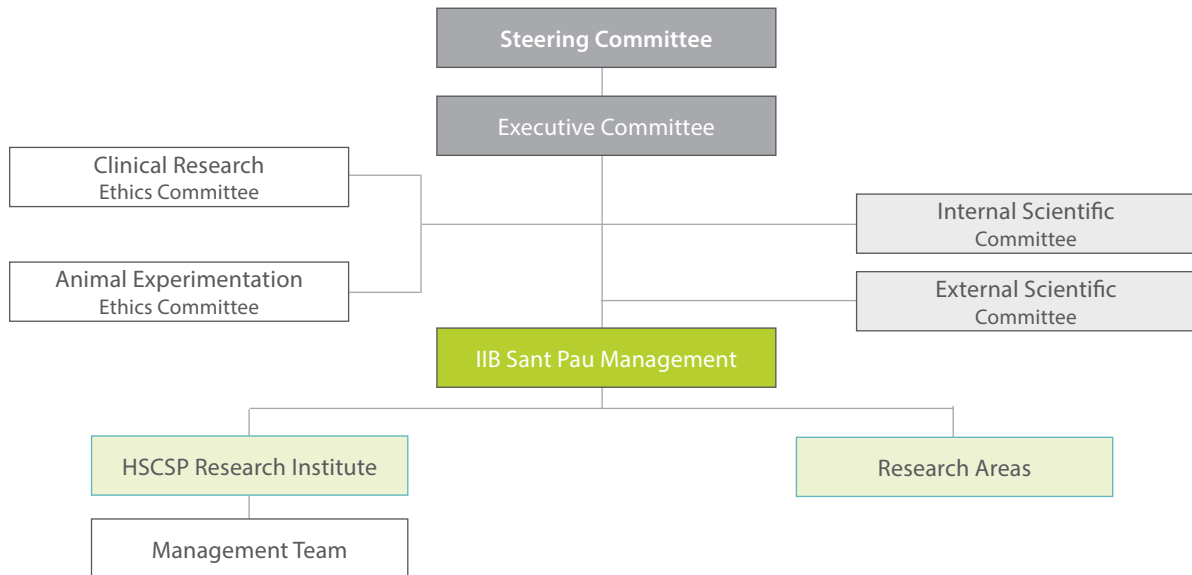 Steering Committee
Executive Committee
Clinical Research
Ethics Committee
Internal Scientific
Committee
Animal Experimentation
Ethics Committee
External Scientific
Committee
IIB Sant Pau Management
HSCSP Research Institute
Research Areas
Management Team